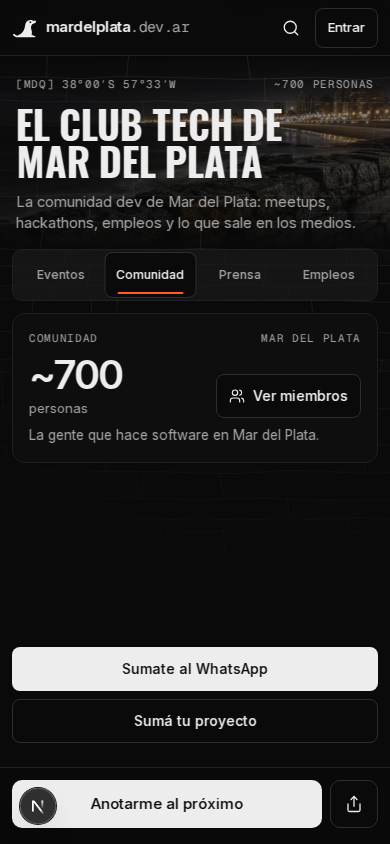 mardelplata.dev.ar
Entrar
[MDQ] 38°00′S 57°33′W
~700 PERSONAS
EL CLUB TECH DE
MAR DEL PLATA
La comunidad dev de Mar del Plata: meetups,
hackathons, empleos y lo que sale en los medios.
Eventos
Comunidad
Prensa
Empleos
COMUNIDAD
MAR DEL PLATA
~700
personas
Ver miembros
La gente que hace software en Mar del Plata.
Sumate al WhatsApp
Sumá tu proyecto
N
Anotarme al próximo